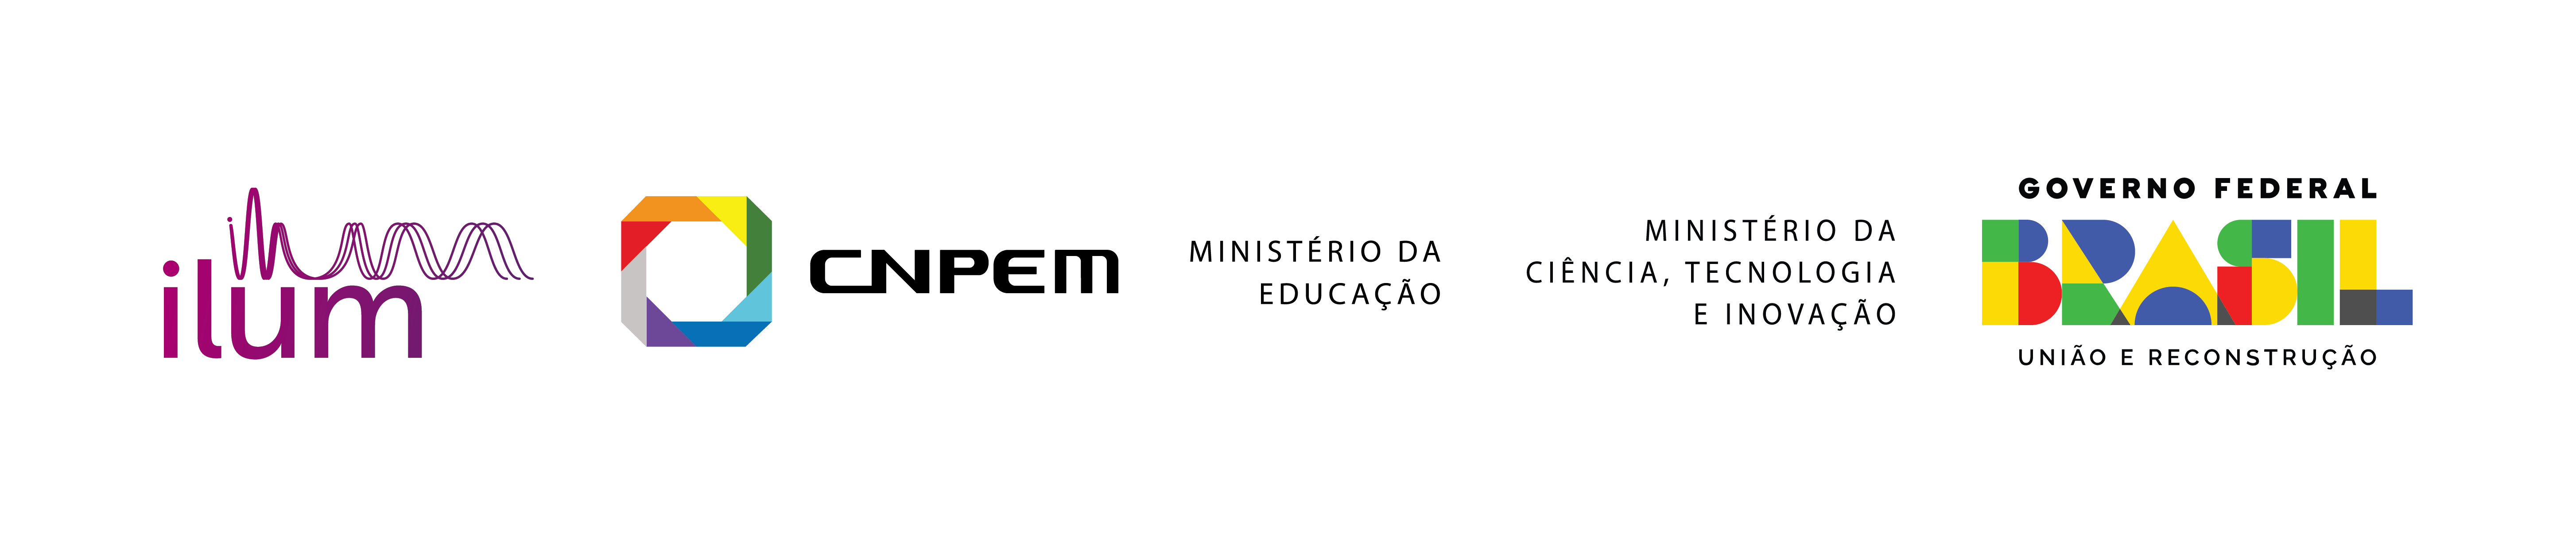 ilum
CNPEM
MINISTÉRIO DA
EDUCAÇÃO
MINISTÉRIO DA
CIÊNCIA, TECNOLOGIA
E INOVAÇÃO
GOVERNO FEDERAL
BRASIL
UNIÃO E RECONSTRUÇÃO